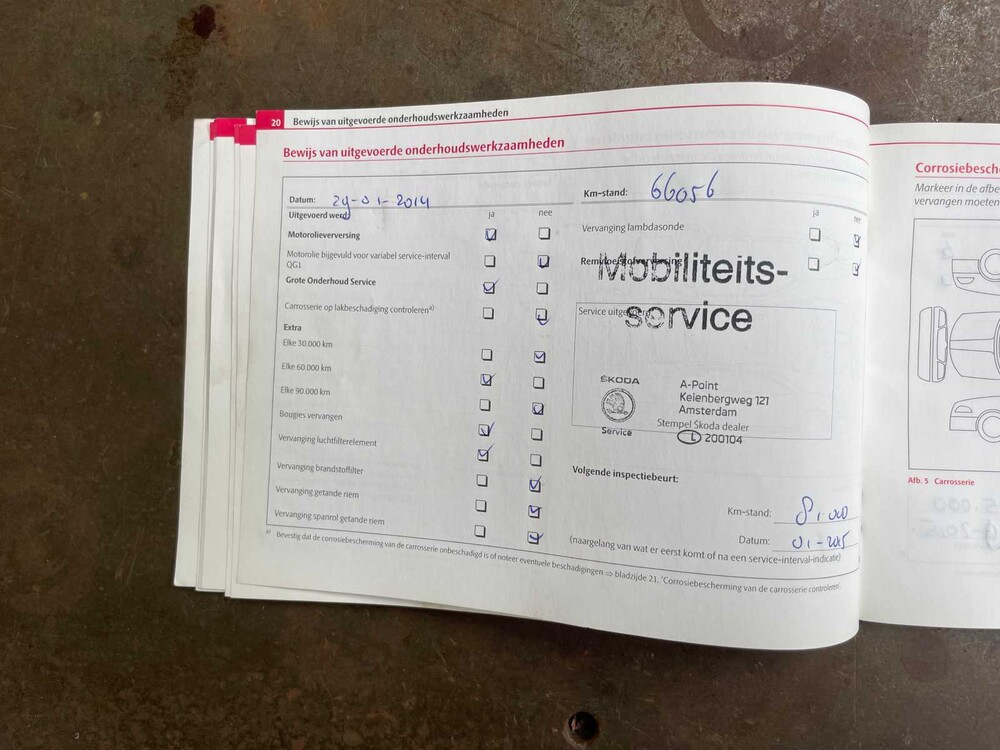 20 Bewijs van uitgevoerde onderhoudswerkzaamheden
Bewijs van uitgevoerde onderhoudswerkzaamheden
Datum: 29-01-2014
Uitgevoerd werd: ja nee
Motorolieverversing
Motorolie bijgevuld voor variabel service-interval
QG1
Grote Onderhoud Service
Carrosserie op lakbeschadiging controleren a)
Extra
Elke 30.000 km
Elke 60.000 km
Elke 90.000 km
Bougies vervangen
Vervanging luchtfilterelement
Vervanging brandstoffilter
Vervanging getande riem
Vervanging spanrol getande riem
Km-stand: 66056
ja nee
Vervanging lambdasonde
Remvloeistofverversing
Mobiliteits-
service
Service uitgevoerd
ŠKODA
Service
A-Point
Kelenbergweg 121
Amsterdam
Stempel Škoda dealer
L 200104
Volgende inspectiebeurt:
Km-stand: 81.000
Datum: 01-2015
(naargelang van wat er eerst komt of na een service-interval-indicatie)
a) Bevestig dat de corrosiebescherming van de carrosserie onbeschadigd is of noteer eventuele beschadigingen ⇒ bladzijde 21, 'Corrosiebescherming van de carrosserie controleren'.
Corrosiebesch
Markeer in de afbe
vervangen moeten
Afb. 5 Carrosserie